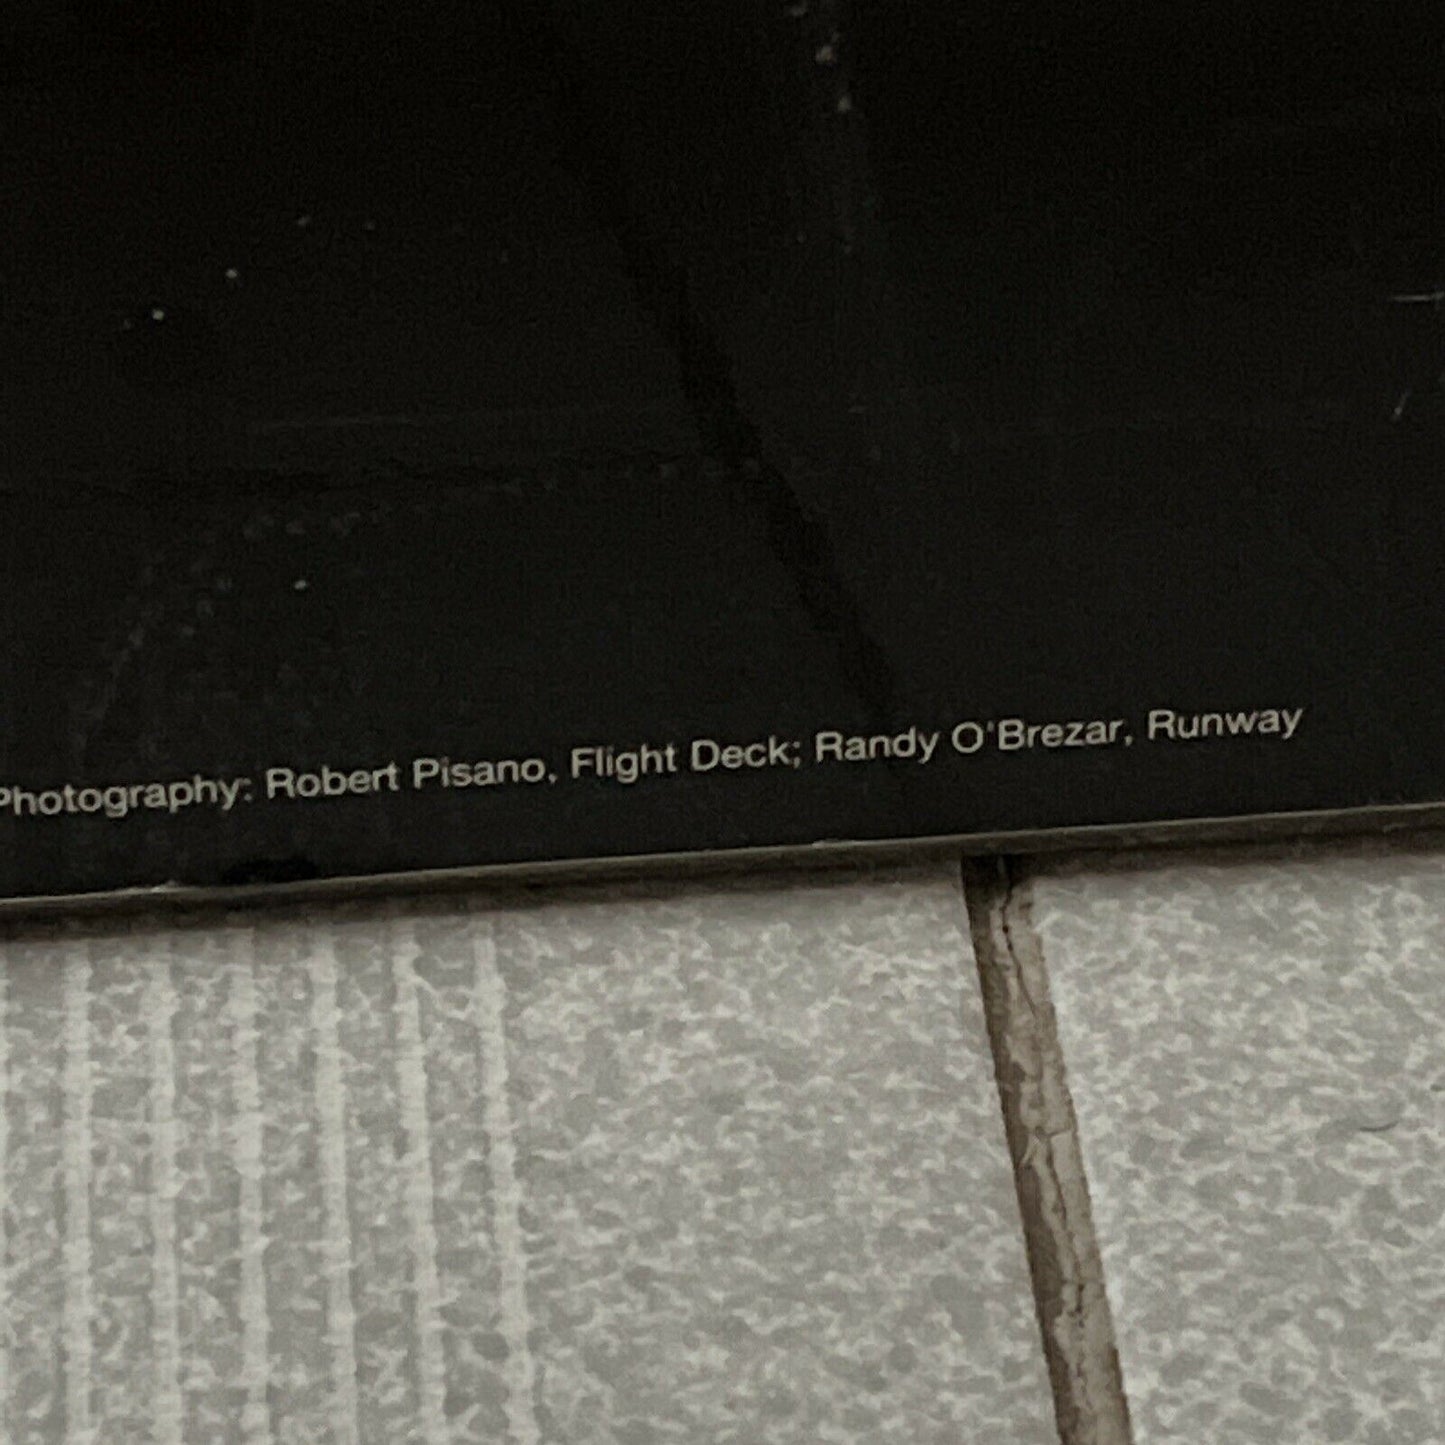 Photography: Robert Pisano, Flight Deck; Randy O'Brezar, Runway